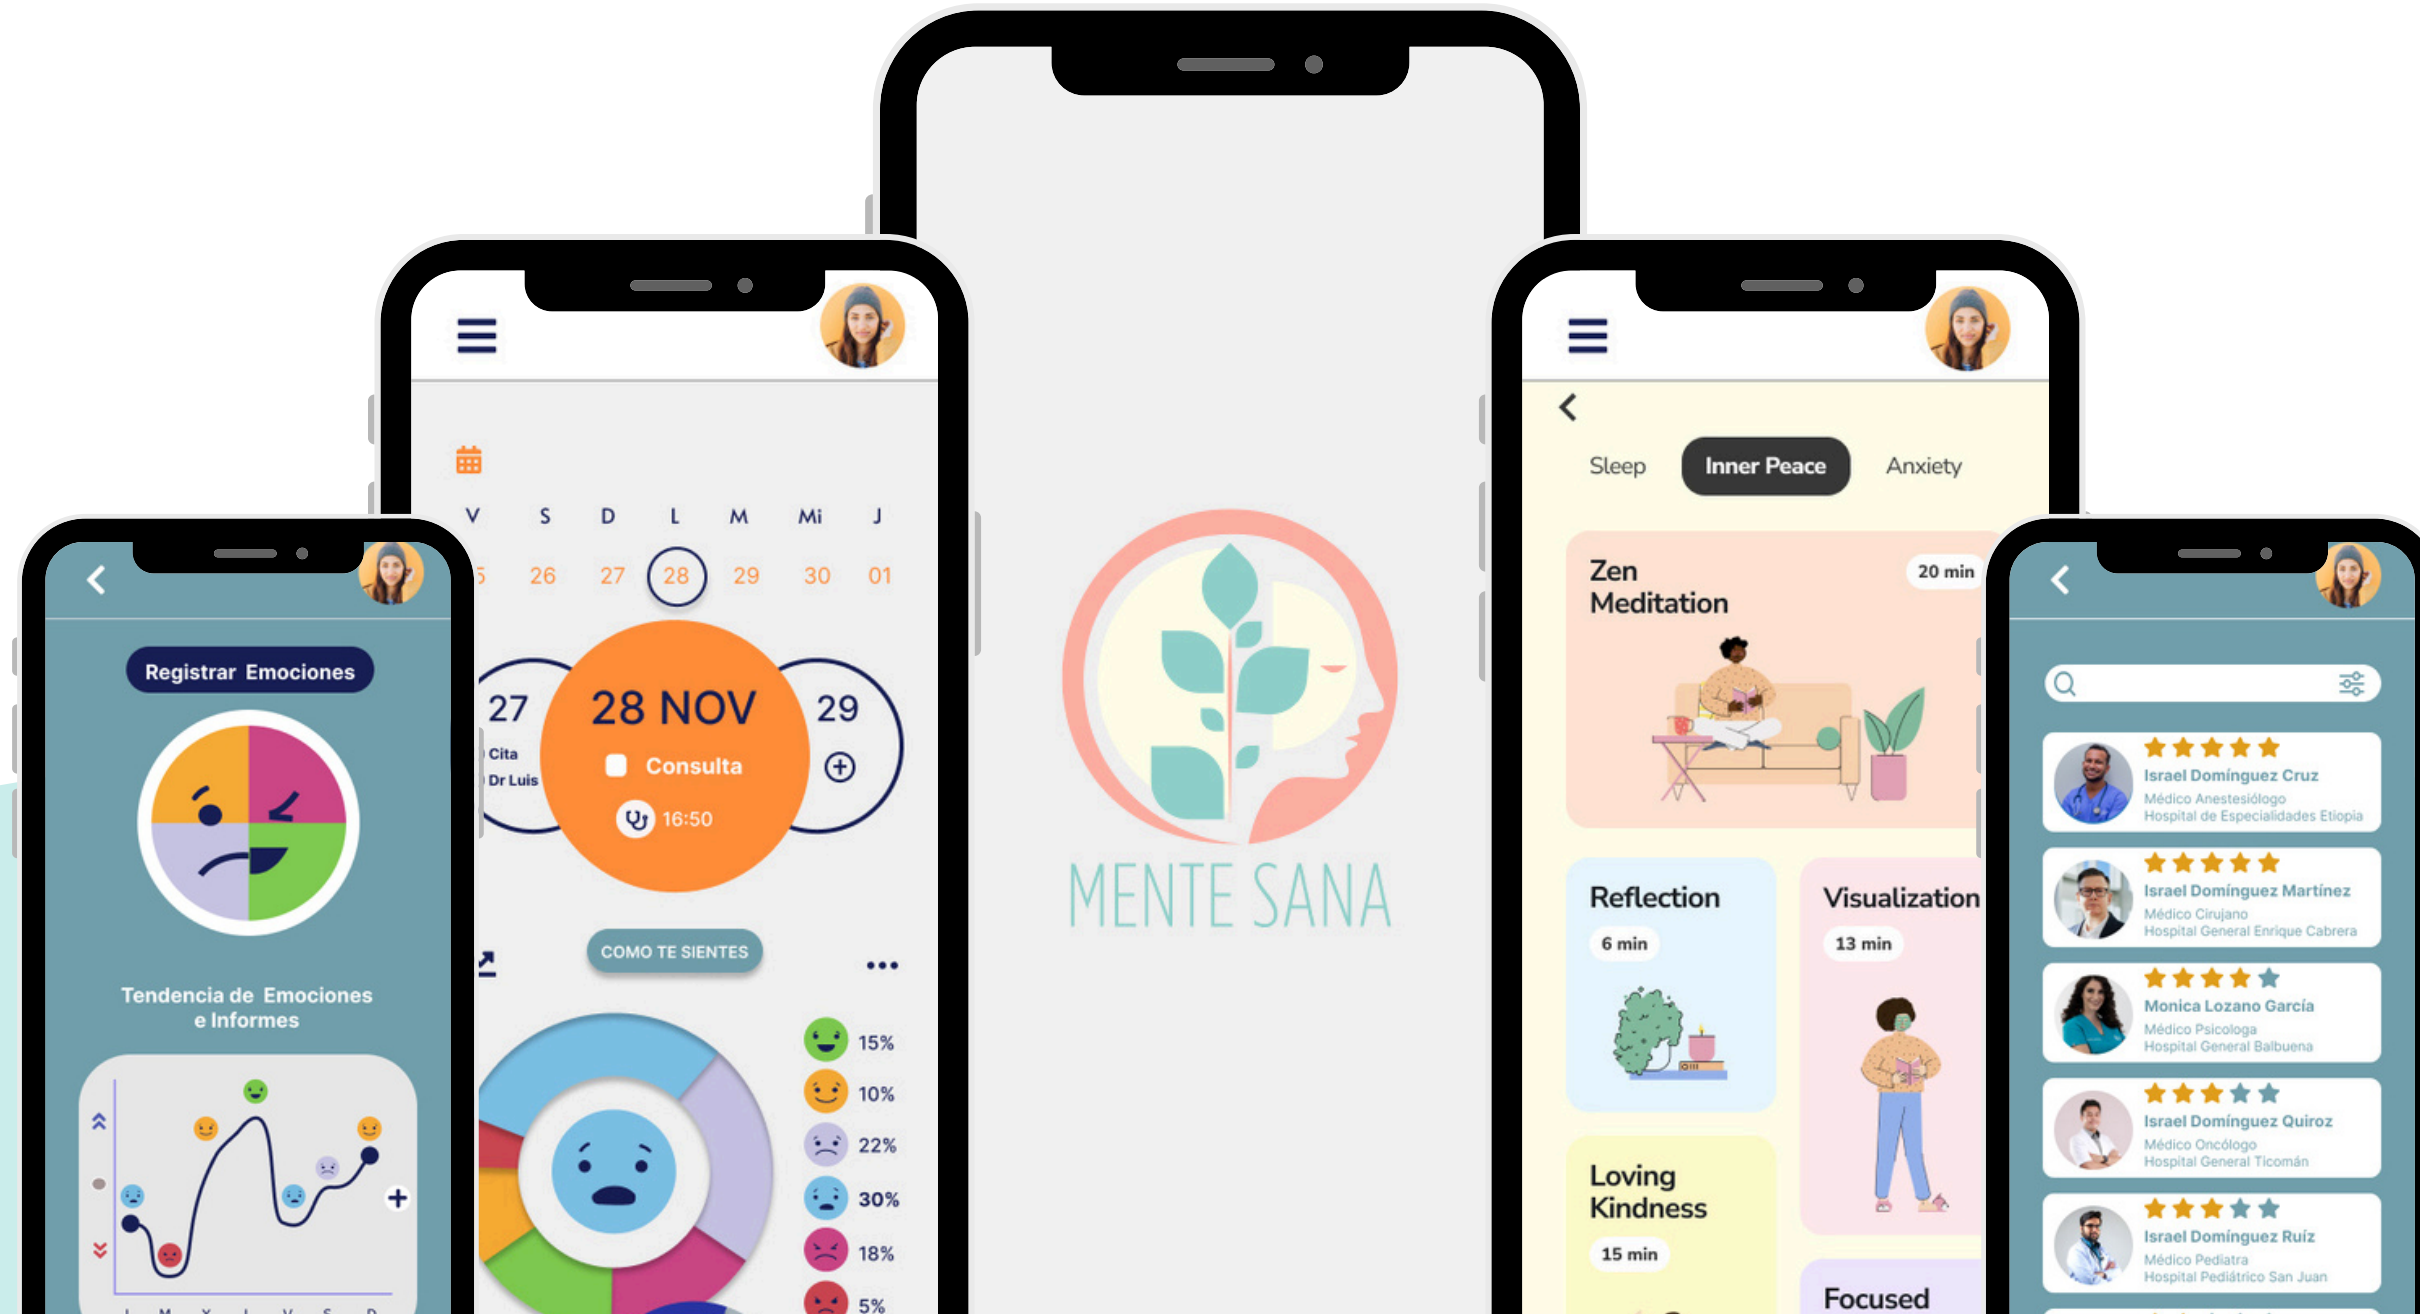 Registrar Emociones
Tendencia de Emociones
e Informes
V S D L M Mi J
26 27 28 29 30 01
27
Cita
Dr Luis
28 NOV
Consulta
16:50
29
COMO TE SIENTES
15%
10%
22%
30%
18%
5%
MENTE SANA
Sleep
Inner Peace
Anxiety
Zen
Meditation
20 min
Reflection
6 min
Visualization
13 min
Loving
Kindness
15 min
Focused
Israel Domínguez Cruz
Médico Anestesiólogo
Hospital de Especialidades Etiopia
Israel Domínguez Martínez
Médico Cirujano
Hospital General Enrique Cabrera
Monica Lozano García
Médico Psicologa
Hospital General Balbuena
Israel Domínguez Quiroz
Médico Oncólogo
Hospital General Ticomán
Israel Domínguez Ruíz
Médico Pediatra
Hospital Pediátrico San Juan